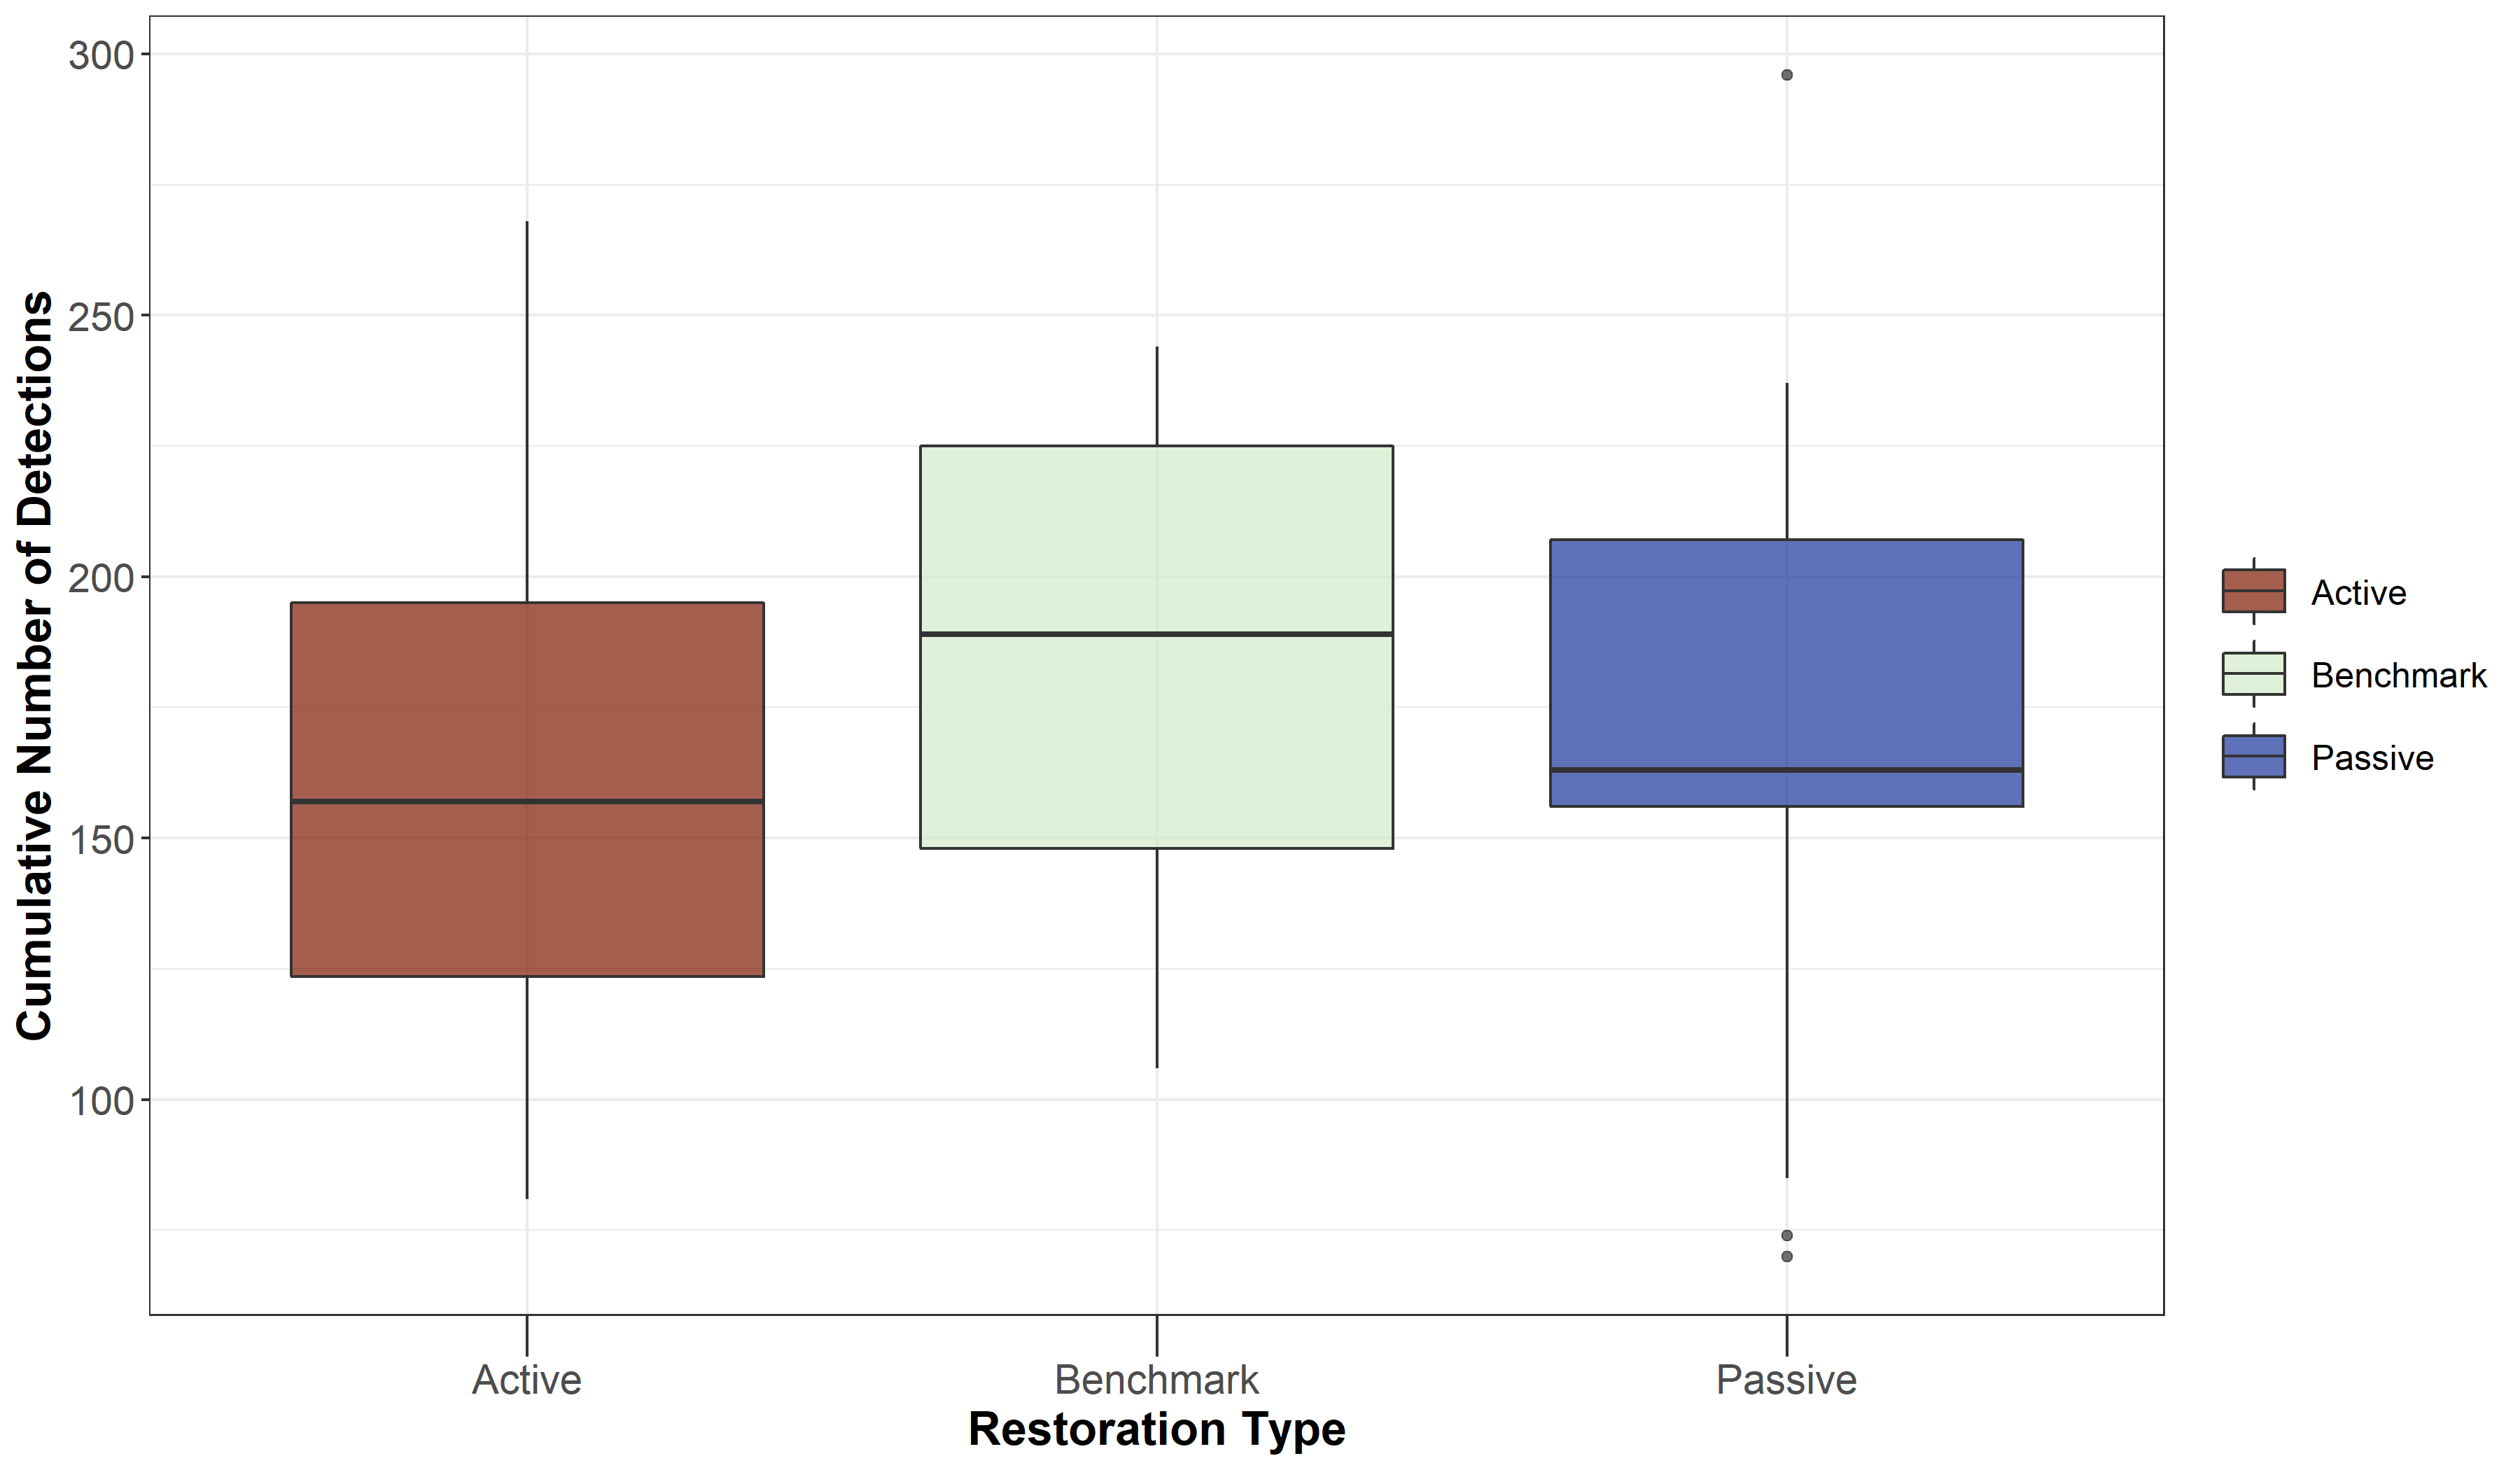 Cumulative Number of Detections
300
250
200
150
100
Active
Benchmark
Passive
Restoration Type
Active
Benchmark
Passive